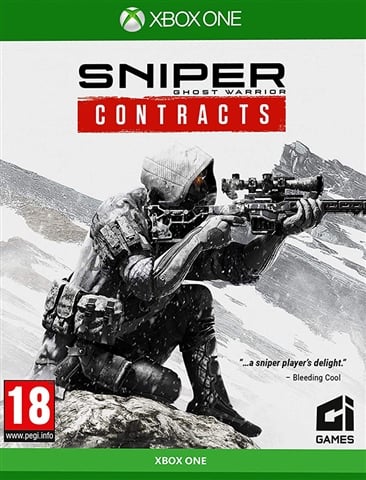 XBOX ONE
SNIPER
GHOST WARRIOR
CONTRACTS
"...a sniper player's delight."
– Bleeding Cool
18
www.pegi.info
CI
GAMES
XBOX ONE